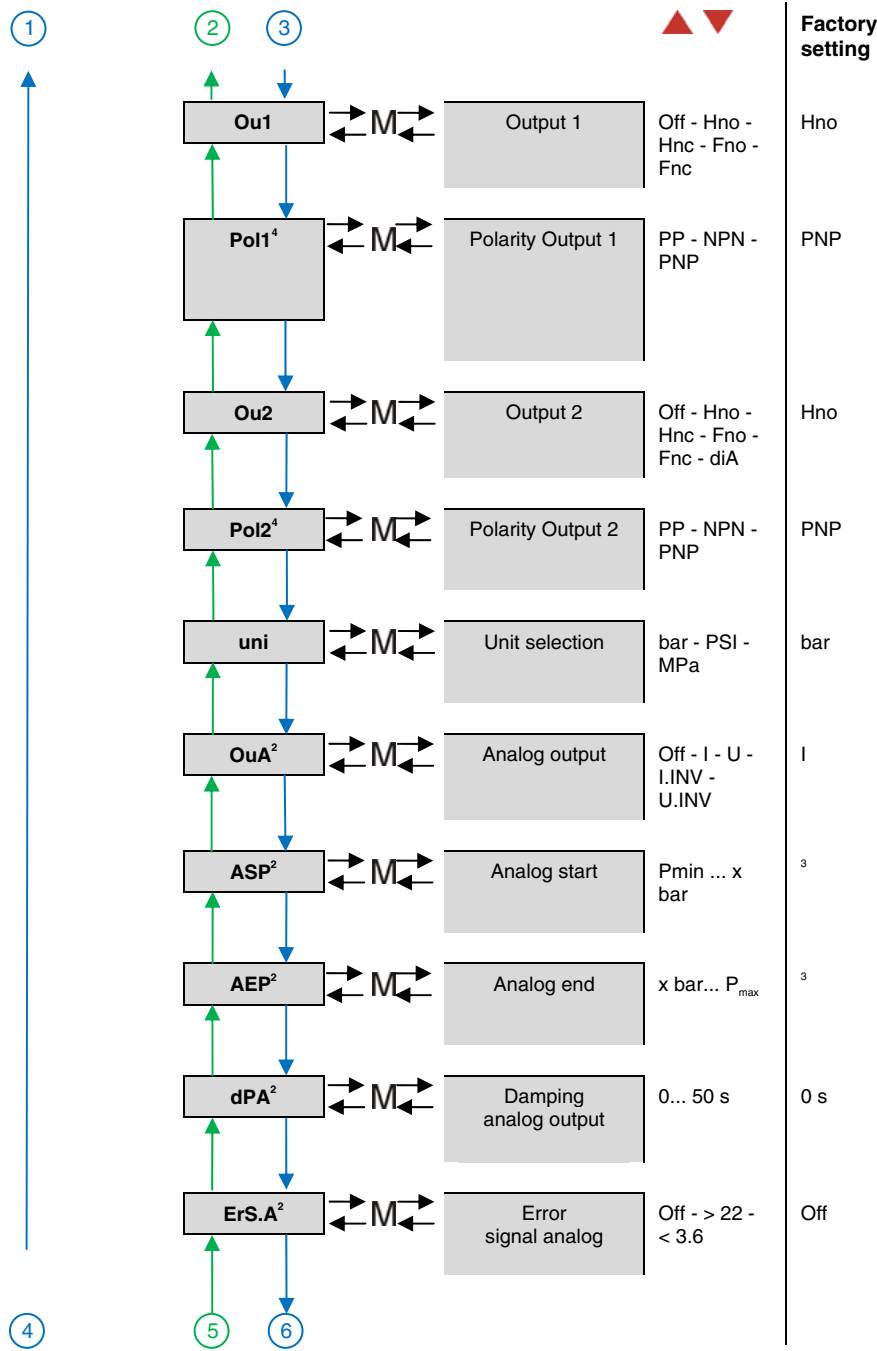 1 2 3 Factory
setting
Ou1 M Output 1 Off - Hno - Hno
Hnc - Fno -
Fnc
Pol1⁴ M Polarity Output 1 PP - NPN - PNP
PNP
Ou2 M Output 2 Off - Hno - Hno
Hnc - Fno -
Fnc - diA
Pol2⁴ M Polarity Output 2 PP - NPN - PNP
PNP
uni M Unit selection bar - PSI - bar
MPa
OuA² M Analog output Off - I - U - I
I.INV -
U.INV
ASP² M Analog start Pmin ... x ³
bar
AEP² M Analog end x bar... Pmax ³
dPA² M Damping 0... 50 s 0 s
analog output
ErS.A² M Error Off - > 22 - Off
signal analog < 3.6
4 5 6